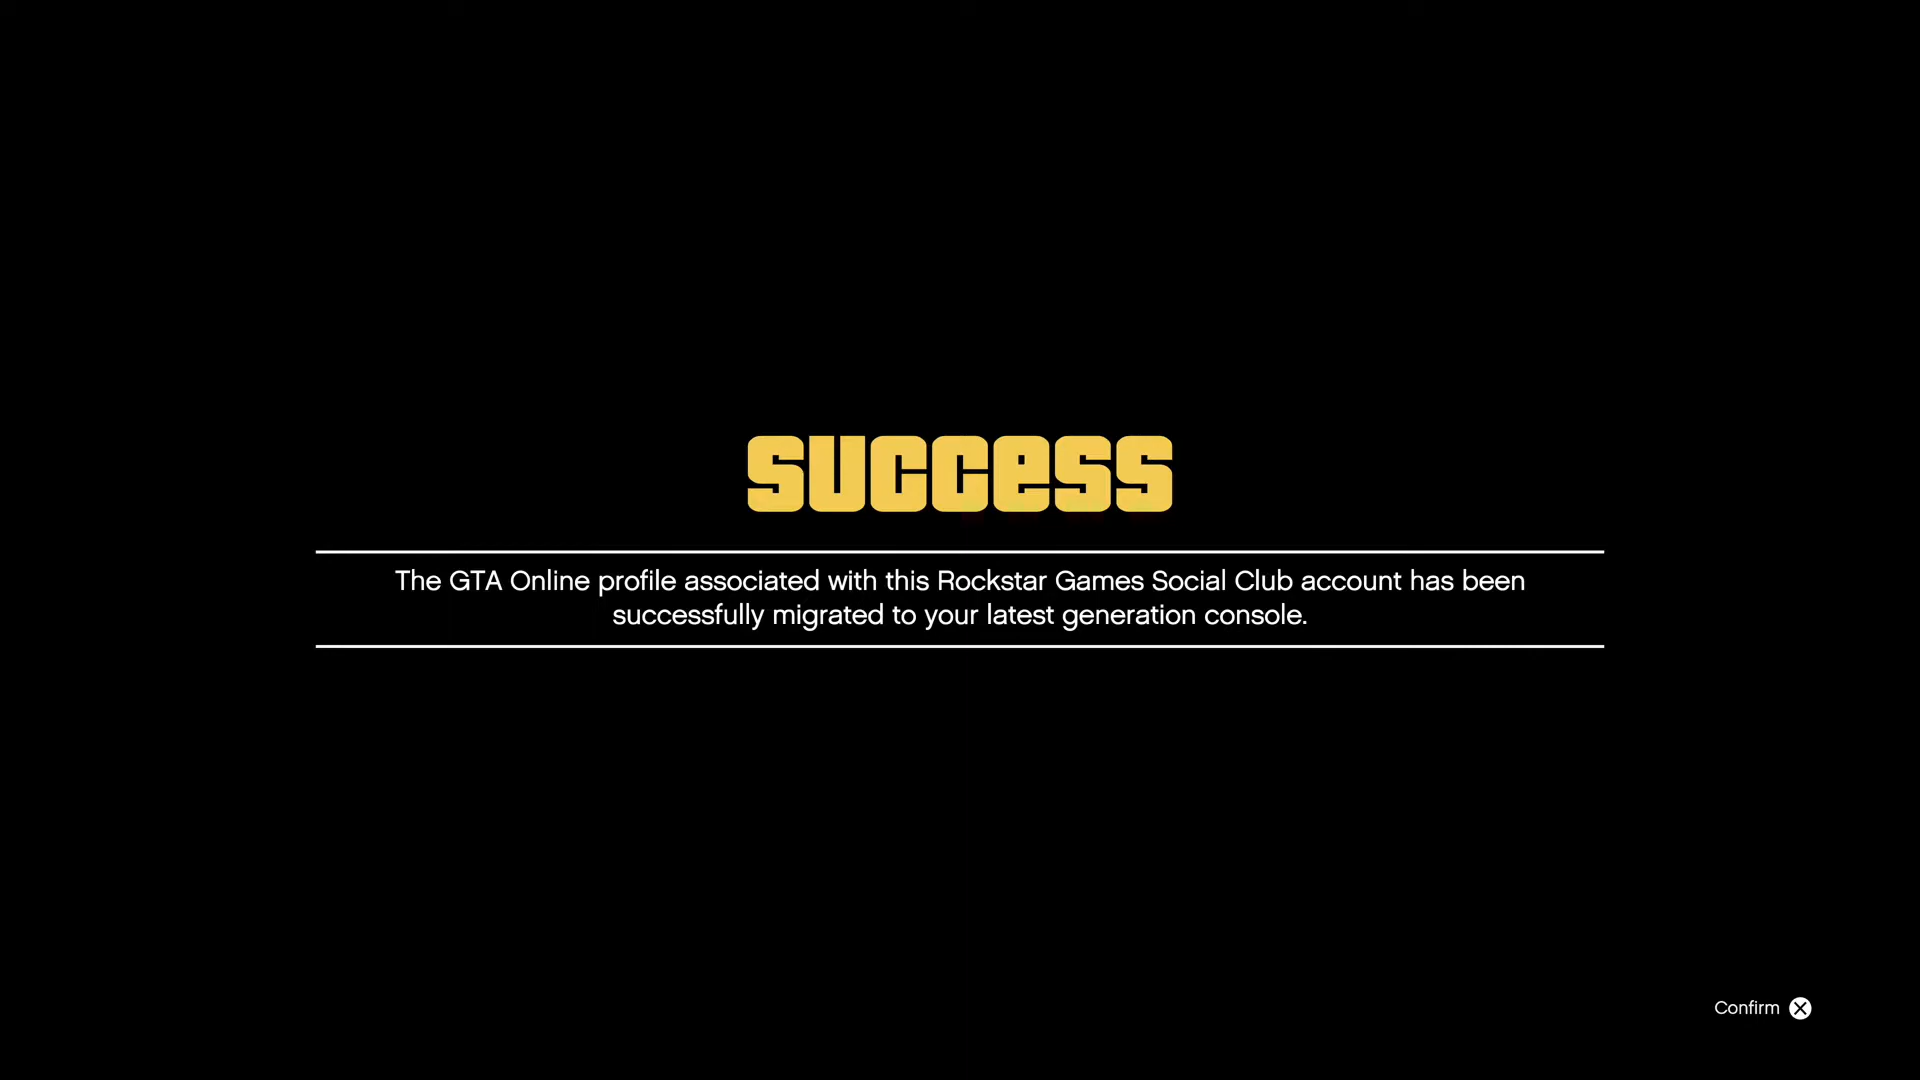 success
The GTA Online profile associated with this Rockstar Games Social Club account has been
successfully migrated to your latest generation console.
Confirm